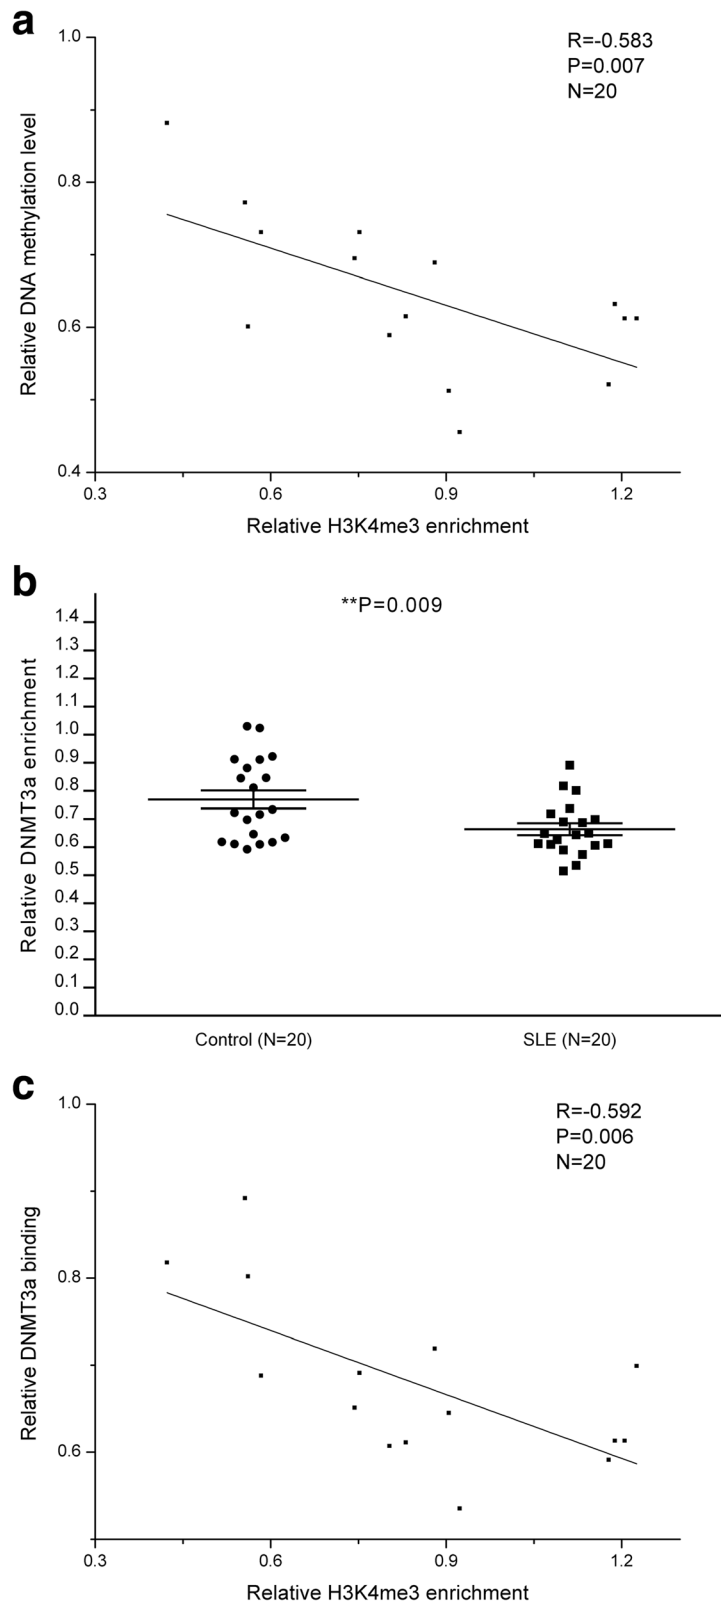 a
R=-0.583
P=0.007
N=20
Relative DNA methylation level
1.0
0.8
0.6
0.4
0.3 0.6 0.9 1.2
Relative H3K4me3 enrichment
b
**P=0.009
Relative DNMT3a enrichment
1.4
1.3
1.2
1.1
1.0
0.9
0.8
0.7
0.6
0.5
0.4
0.3
0.2
0.1
0.0
Control (N=20) SLE (N=20)
c
R=-0.592
P=0.006
N=20
Relative DNMT3a binding
1.0
0.8
0.6
0.3 0.6 0.9 1.2
Relative H3K4me3 enrichment